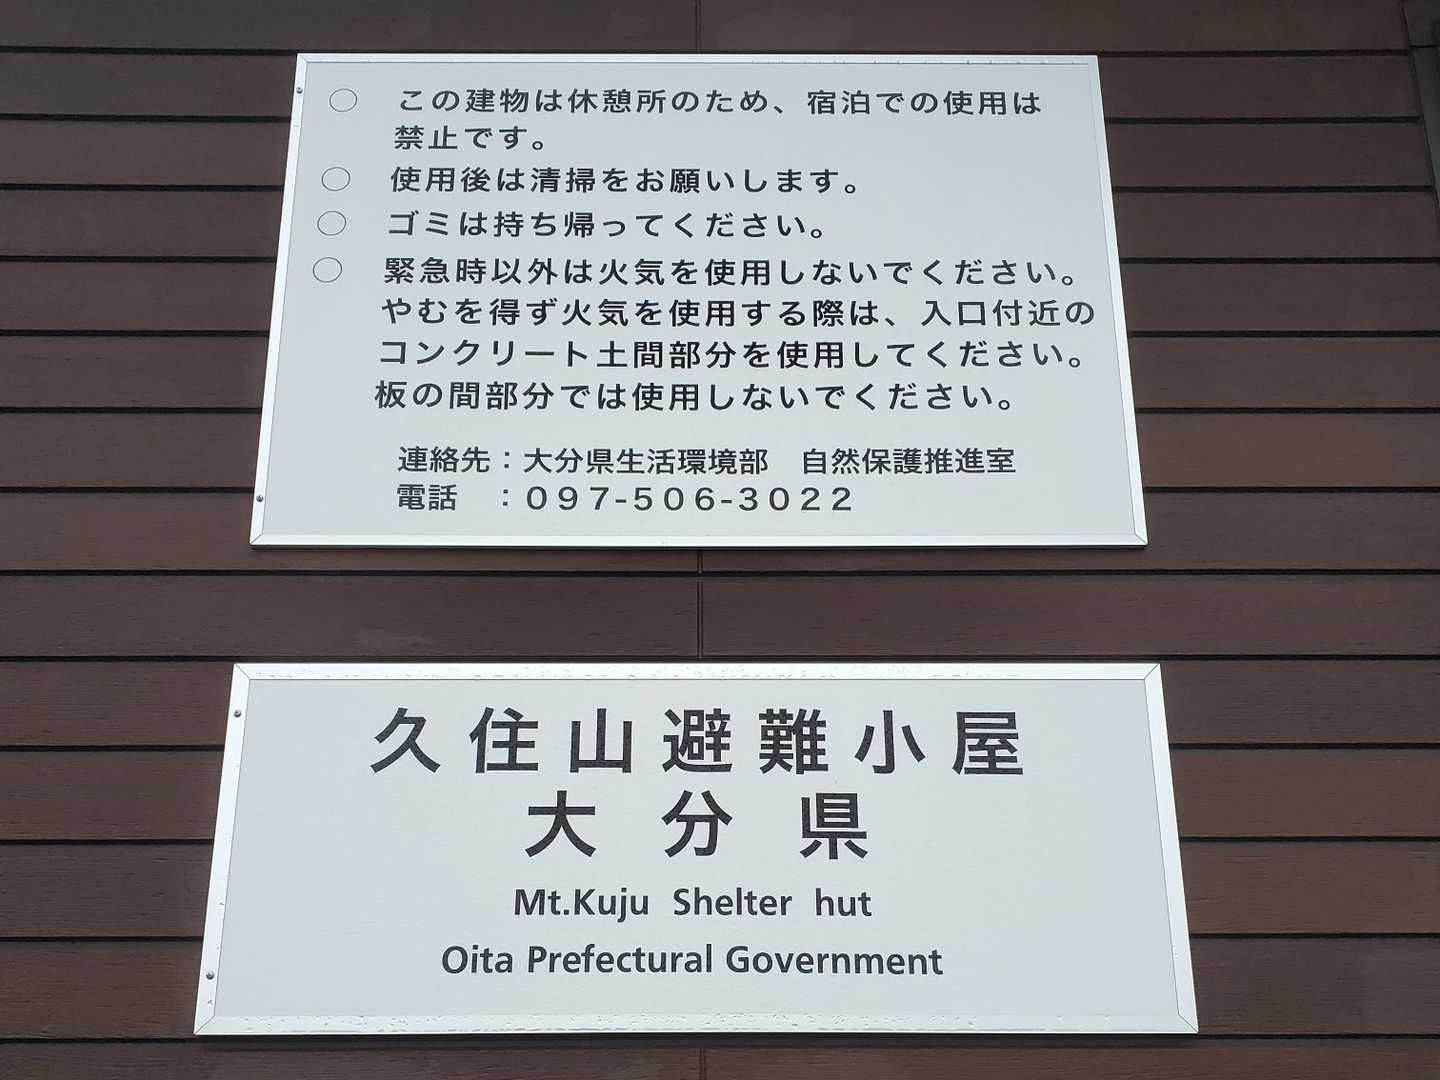 ○ この建物は休憩所のため、宿泊での使用は
禁止です。
○ 使用後は清掃をお願いします。
○ ゴミは持ち帰ってください。
○ 緊急時以外は火気を使用しないでください。
やむを得ず火気を使用する際は、入口付近の
コンクリート土間部分を使用してください。
板の間部分では使用しないでください。
連絡先：大分県生活環境部　自然保護推進室
電話　：097-506-3022
久住山避難小屋
大分県
Mt.Kuju Shelter hut
Oita Prefectural Government